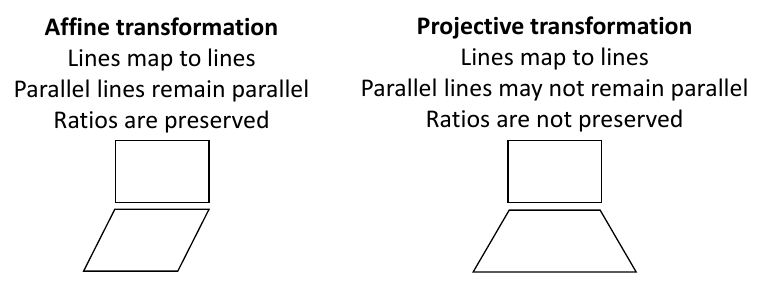 Affine transformation
Lines map to lines
Parallel lines remain parallel
Ratios are preserved
Projective transformation
Lines map to lines
Parallel lines may not remain parallel
Ratios are not preserved